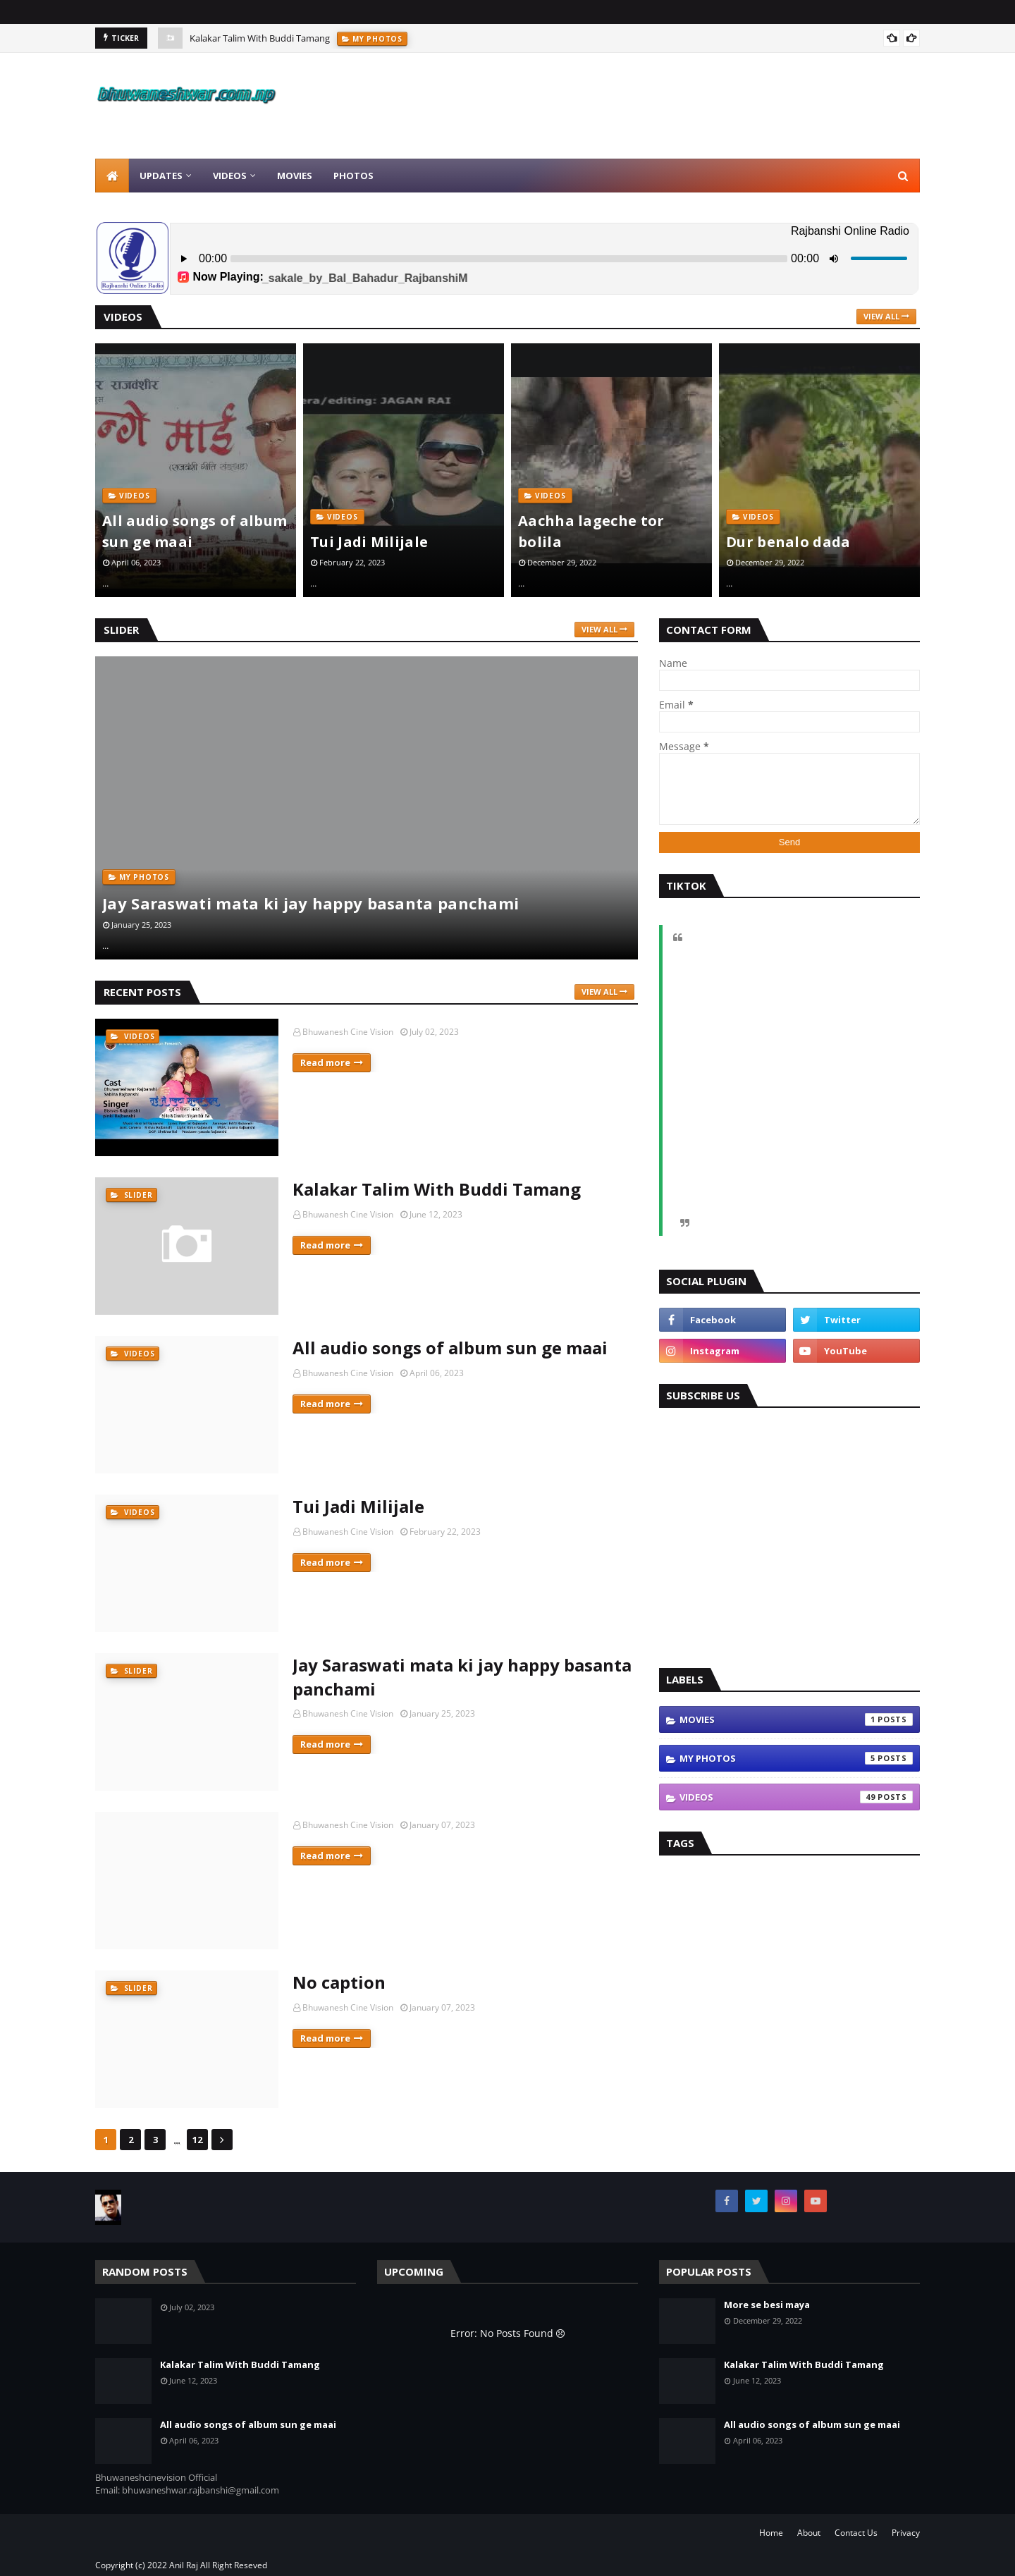 TICKER
Kalakar Talim With Buddi Tamang MY PHOTOS
bhuwaneshwar.com.np
UPDATES VIDEOS MOVIES PHOTOS
Rajbanshi Online Radio
Rajbanshi Online Radio
00:00 00:00
Now Playing: _sakale_by_Bal_Bahadur_RajbanshiM
VIDEOS
VIEW ALL
VIDEOS
All audio songs of album sun ge maai
April 06, 2023
...
era/editing: JAGAN RAI
VIDEOS
Tui Jadi Milijale
February 22, 2023
...
VIDEOS
Aachha lageche tor bolila
December 29, 2022
...
VIDEOS
Dur benalo dada
December 29, 2022
...
SLIDER
VIEW ALL
MY PHOTOS
Jay Saraswati mata ki jay happy basanta panchami
January 25, 2023
...
CONTACT FORM
Name
Email *
Message *
Send
TIKTOK
RECENT POSTS
VIEW ALL
VIDEOS
Cast
Singer
Bhuwanesh Cine Vision July 02, 2023
Read more
SLIDER
Kalakar Talim With Buddi Tamang
Bhuwanesh Cine Vision June 12, 2023
Read more
VIDEOS
All audio songs of album sun ge maai
Bhuwanesh Cine Vision April 06, 2023
Read more
VIDEOS
Tui Jadi Milijale
Bhuwanesh Cine Vision February 22, 2023
Read more
SLIDER
Jay Saraswati mata ki jay happy basanta panchami
Bhuwanesh Cine Vision January 25, 2023
Read more
Bhuwanesh Cine Vision January 07, 2023
Read more
SLIDER
No caption
Bhuwanesh Cine Vision January 07, 2023
Read more
1 2 3 ... 12
SOCIAL PLUGIN
Facebook
Twitter
Instagram
YouTube
SUBSCRIBE US
LABELS
MOVIES 1 POSTS
MY PHOTOS 5 POSTS
VIDEOS 49 POSTS
TAGS
RANDOM POSTS
July 02, 2023
Kalakar Talim With Buddi Tamang
June 12, 2023
All audio songs of album sun ge maai
April 06, 2023
Bhuwaneshcinevision Official
Email: bhuwaneshwar.rajbanshi@gmail.com
UPCOMING
Error: No Posts Found ☹
POPULAR POSTS
More se besi maya
December 29, 2022
Kalakar Talim With Buddi Tamang
June 12, 2023
All audio songs of album sun ge maai
April 06, 2023
Home About Contact Us Privacy
Copyright (c) 2022 Anil Raj All Right Reseved